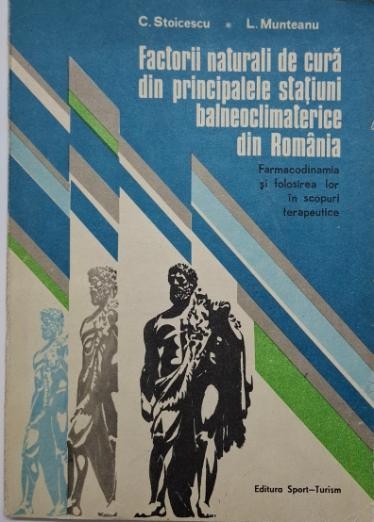 C. Stoicescu * L. Munteanu
Factorii naturali de cură
din principalele stațiuni
balneoclimaterice
din România
Farmacodinamia
și folosirea lor
în scopuri
terapeutice
Editura Sport—Turism